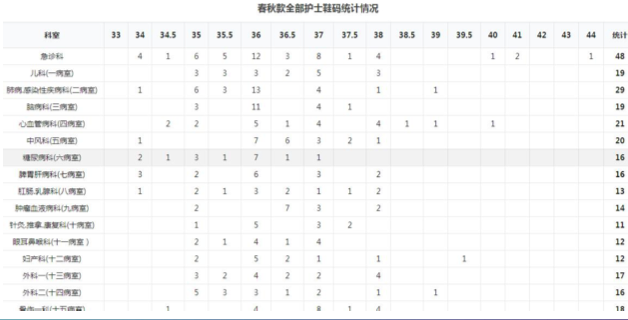 春秋款全部护士鞋码统计情况
科室 33 34 34.5 35 35.5 36 36.5 37 37.5 38 38.5 39 39.5 40 41 42 43 44 统计
急诊科 4 1 6 5 12 3 8 1 4 1 2 1 48
儿科(一病室) 3 3 3 2 5 3 19
肺病,感染性疾病科(二病室) 1 6 3 13 4 1 1 29
脑病科(三病室) 3 11 4 1 19
心血管病科(四病室) 2 2 5 1 4 4 1 1 1 21
中风科(五病室) 1 7 6 3 2 1 20
糖尿病科(六病室) 2 1 3 1 7 1 1 16
脾胃肝病科(七病室) 3 2 6 3 2 16
肛肠,乳腺科(八病室) 1 2 1 3 2 1 1 2 13
肿瘤血液病科(九病室) 2 7 3 2 14
针灸,推拿,康复科(十病室) 1 5 3 2 11
眼耳鼻喉科(十一病室) 2 1 4 1 4 12
妇产科(十二病室) 2 5 2 1 1 1 12
外科一(十三病室) 3 2 4 2 2 4 17
外科二(十四病室) 5 3 3 1 2 1 1 16
骨伤一科(十五病室) 1 4 8 1 4 18